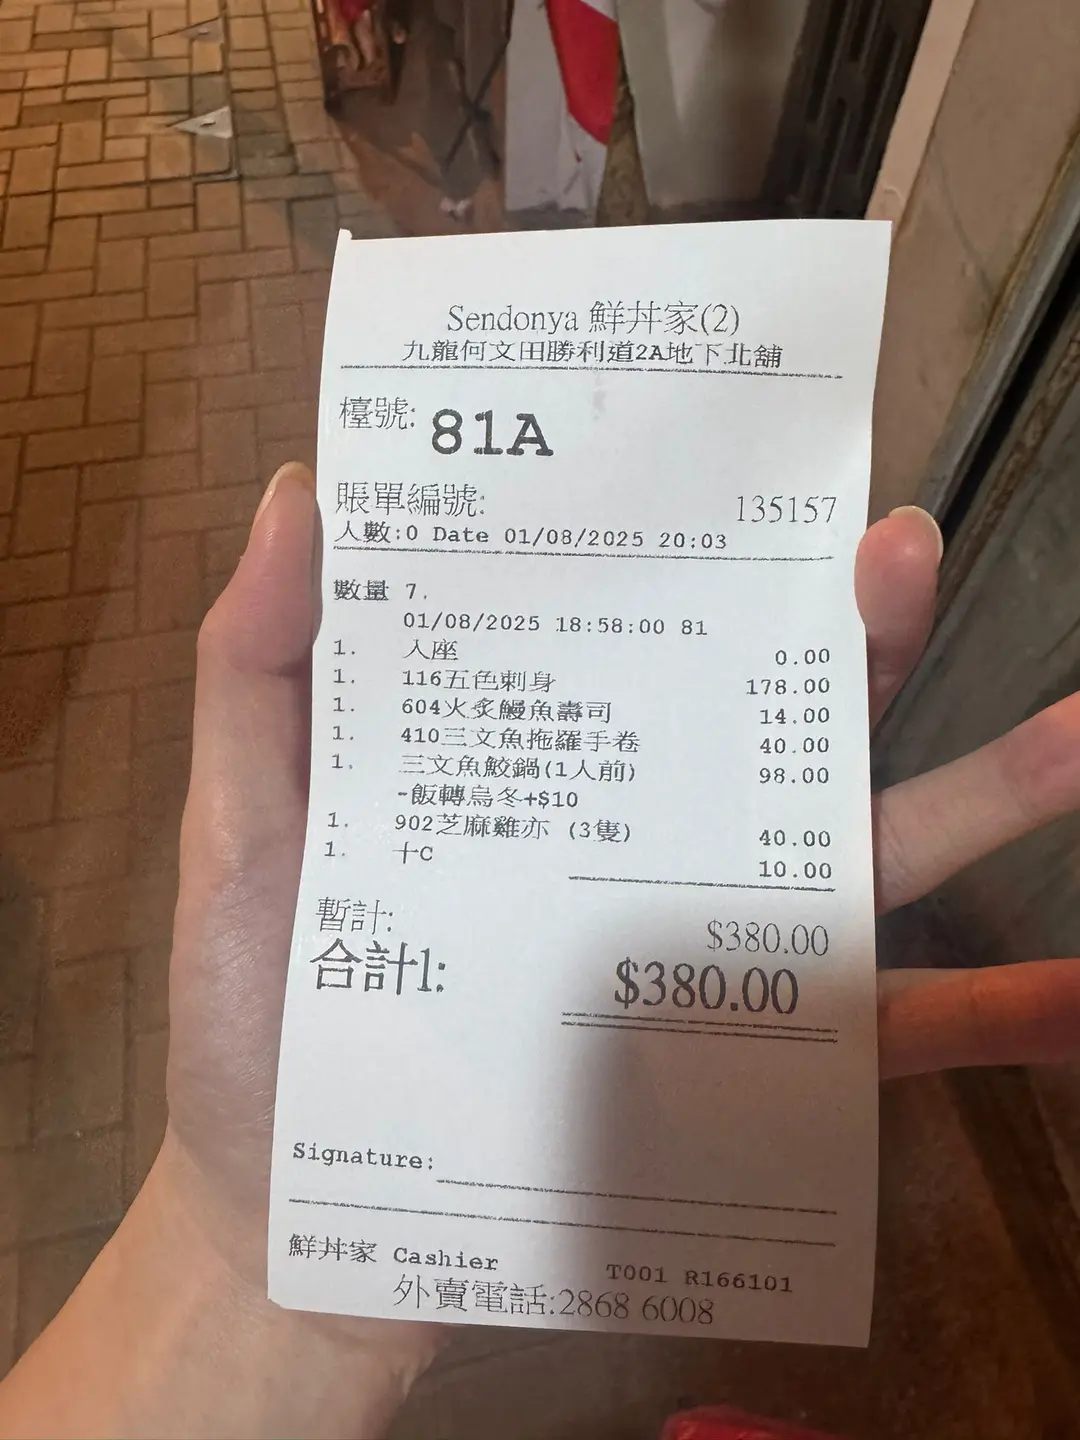 Sendonya 鮮丼家(2)
九龍何文田勝利道2A地下北舖
檯號: 81A
賬單編號: 135157
人數:0 Date 01/08/2025 20:03
數量 7.
01/08/2025 18:58:00 81
1. 入座 0.00
1. 116五色刺身 178.00
1. 604火炙鰻魚壽司 14.00
1. 410三文魚拖羅手卷 40.00
1. 三文魚鮫鍋(1人前) 98.00
-飯轉烏冬+$10
1. 902芝麻雞亦 (3隻) 40.00
1. 十C 10.00
暫計: $380.00
合計1: $380.00
Signature:
鮮丼家 Cashier T001 R166101
外賣電話:2868 6008